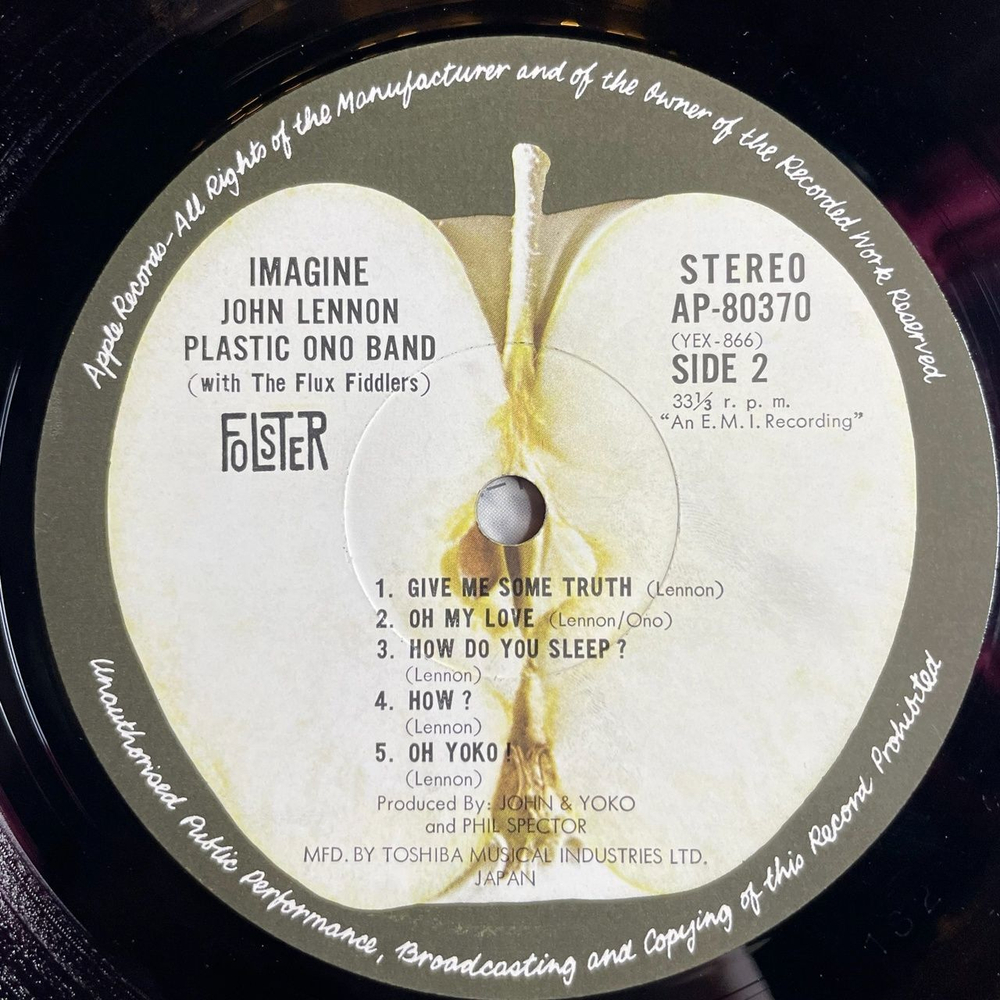 Apple Records—All Rights of the Manufacturer and of the Owner of the Recorded Work Reserved
IMAGINE
JOHN LENNON
PLASTIC ONO BAND
(with The Flux Fiddlers)
FOLSTER
STEREO
AP-80370
(YEX-866)
SIDE 2
33⅓ r. p. m.
“An E. M. I. Recording”
1. GIVE ME SOME TRUTH (Lennon)
2. OH MY LOVE (Lennon/Ono)
3. HOW DO YOU SLEEP?
(Lennon)
4. HOW?
(Lennon)
5. OH YOKO!
(Lennon)
Produced By: JOHN & YOKO
and PHIL SPECTOR
MFD. BY TOSHIBA MUSICAL INDUSTRIES LTD.
JAPAN
Unauthorised Public Performance, Broadcasting and Copying of this Record Prohibited